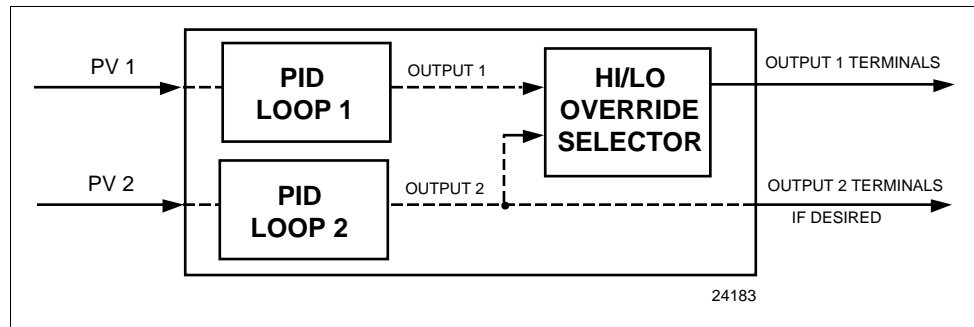 PV 1
PID
LOOP 1
OUTPUT 1
HI/LO
OVERRIDE
SELECTOR
OUTPUT 1 TERMINALS
PV 2
PID
LOOP 2
OUTPUT 2
OUTPUT 2 TERMINALS
IF DESIRED
24183